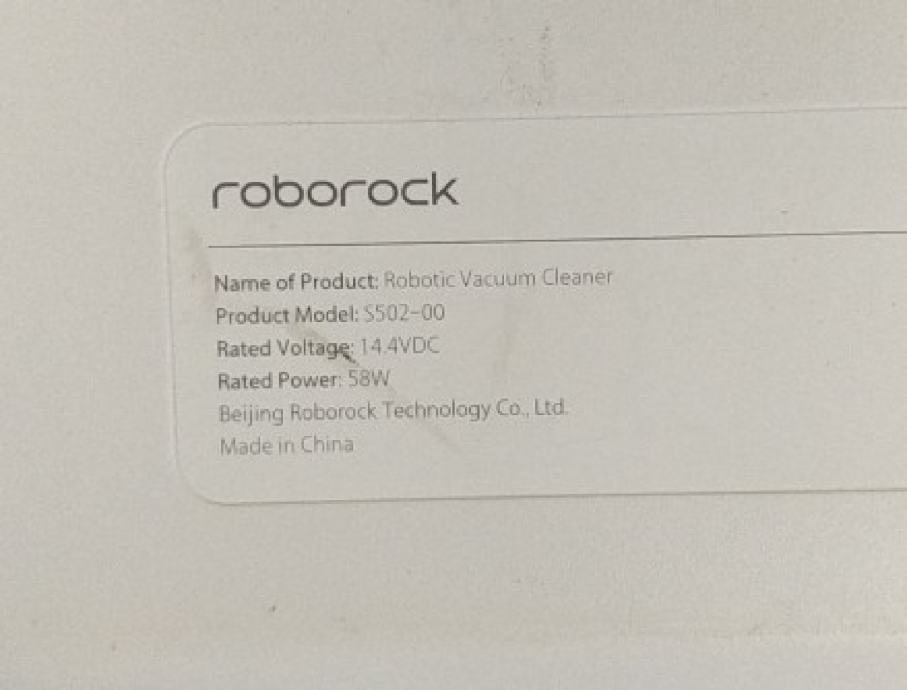 roborock
Name of Product: Robotic Vacuum Cleaner
Product Model: S502-00
Rated Voltage: 14.4VDC
Rated Power: 58W
Beijing Roborock Technology Co., Ltd.
Made in China